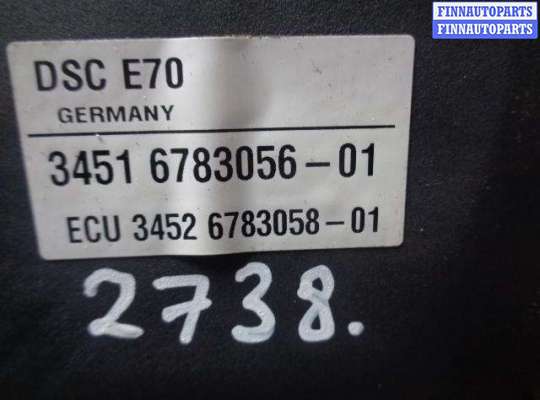 FINNAUTOPARTS
FINNAUTOPARTS
DSC E70
GERMANY
3451 6783056-01
ECU 3452 6783058-01
2738.